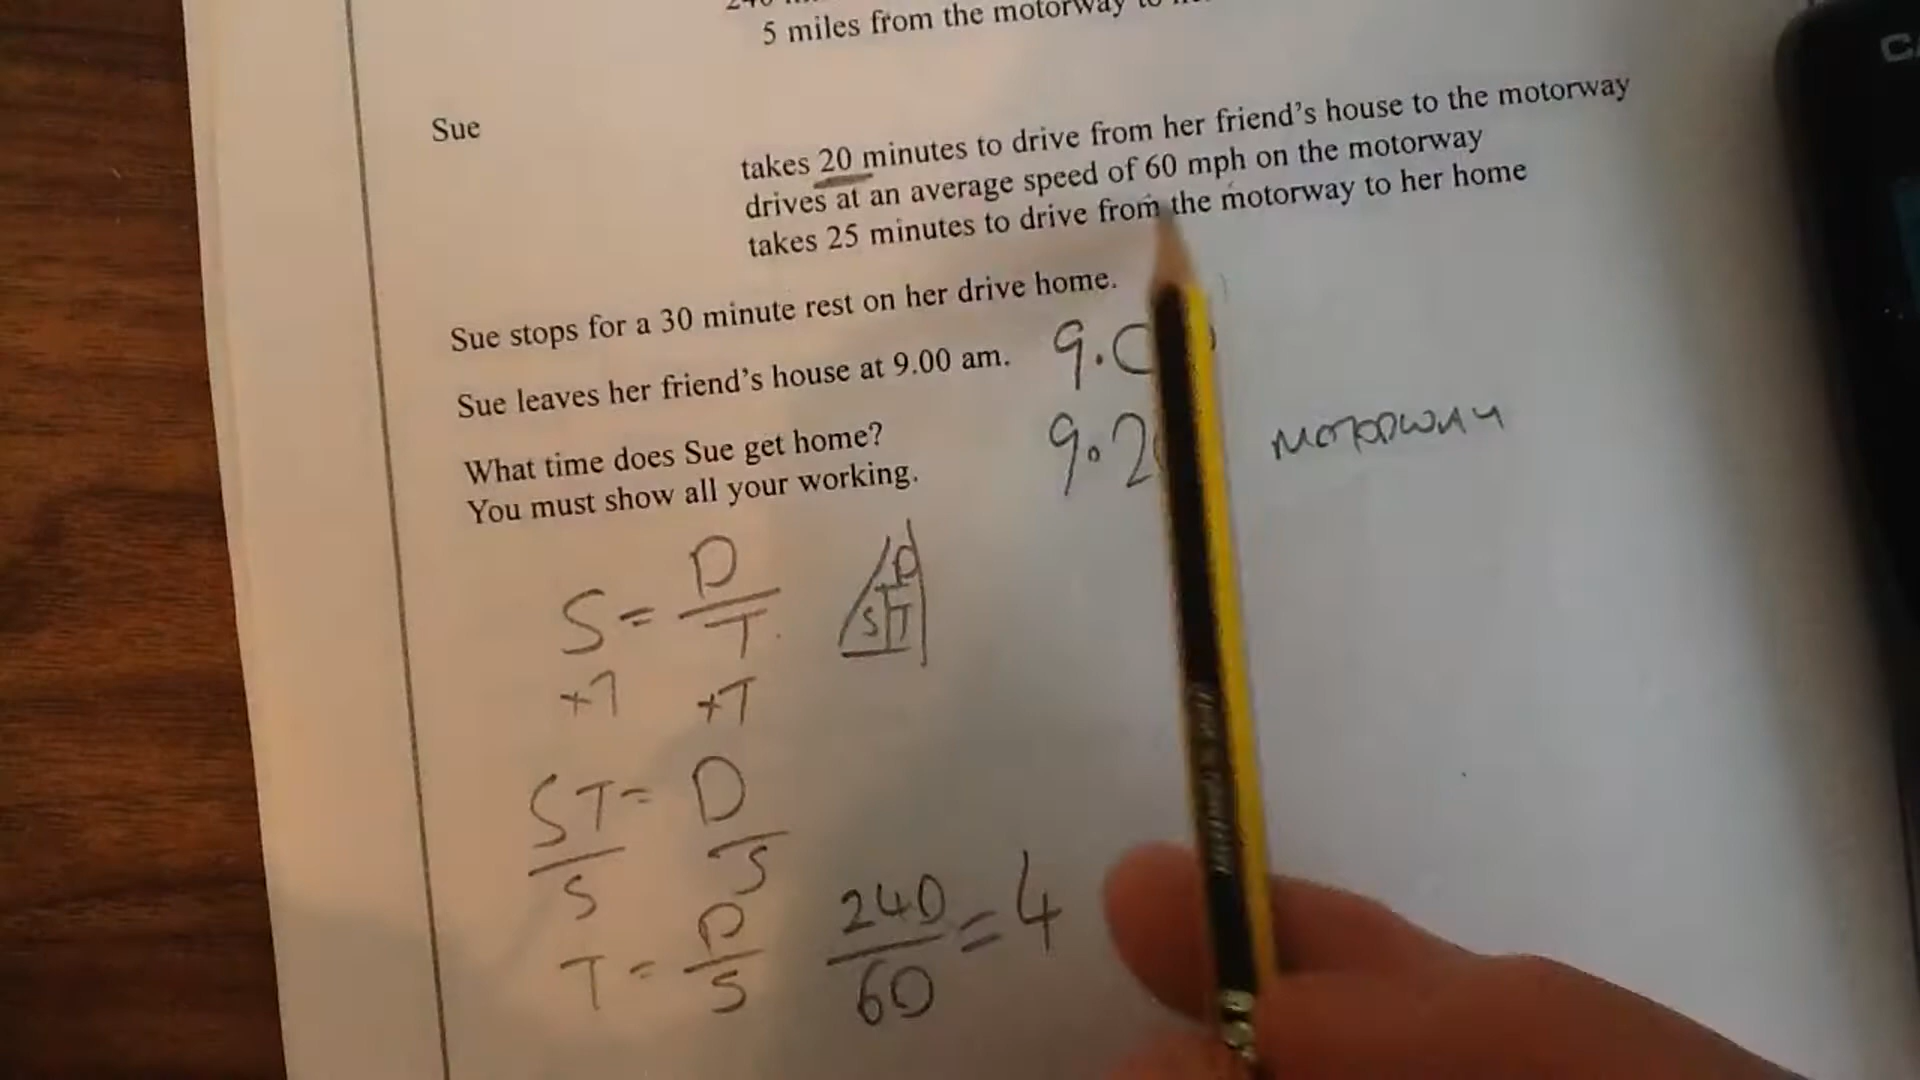 240
5 miles from the motorway to
Sue
takes 20 minutes to drive from her friend's house to the motorway
drives at an average speed of 60 mph on the motorway
takes 25 minutes to drive from the motorway to her home
Sue stops for a 30 minute rest on her drive home.
Sue leaves her friend's house at 9.00 am.
9.0
What time does Sue get home?
9.2
MOTORWAY
You must show all your working.
S = D
T
D
S T
×T ×T
ST = D
S S
T = D
S
240
60
= 4